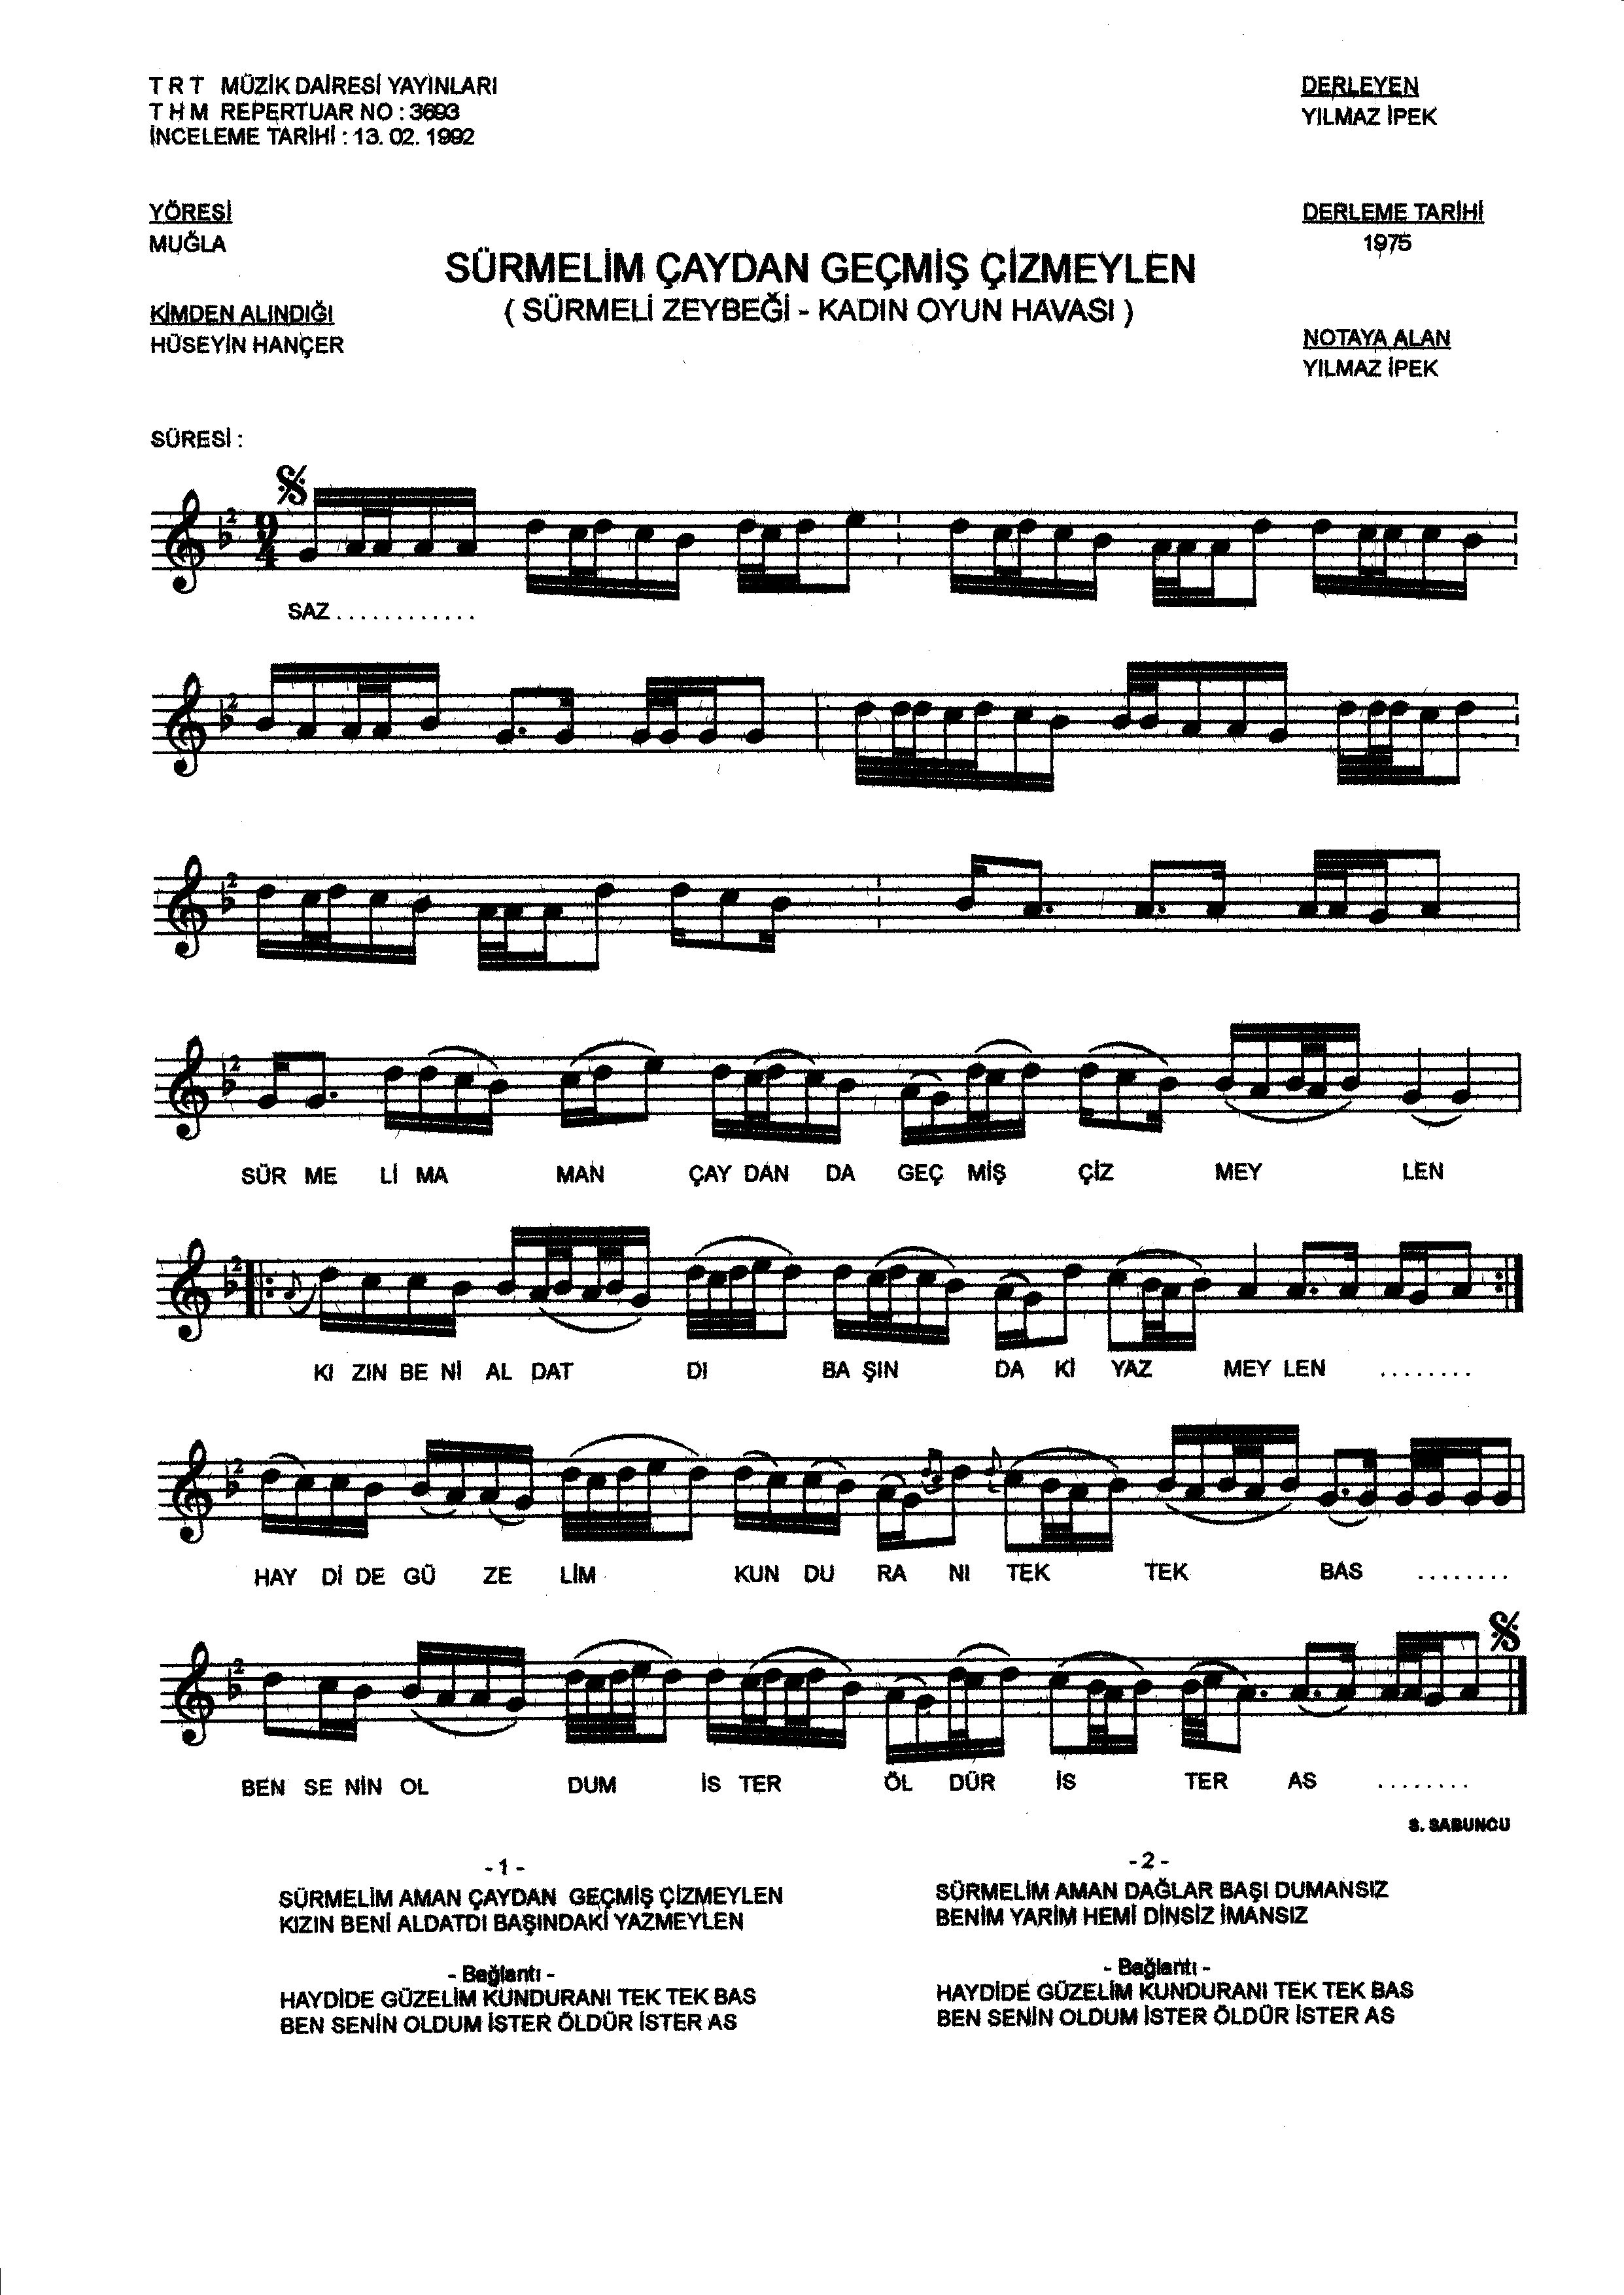 T R T MÜZİK DAİRESİ YAYINLARI
T H M REPERTUAR NO : 3693
İNCELEME TARİHİ : 13. 02. 1992
DERLEYEN
YILMAZ İPEK
YÖRESİ
MUĞLA
DERLEME TARİHİ
1975
SÜRMELİM ÇAYDAN GEÇMİŞ ÇİZMEYLEN
( SÜRMELİ ZEYBEĞİ - KADIN OYUN HAVASI )
KİMDEN ALINDIĞI
HÜSEYİN HANÇER
NOTAYA ALAN
YILMAZ İPEK
SÜRESİ :
SAZ . . . . . . . . . . . .
SÜR ME Lİ MA MAN ÇAY DAN DA GEÇ MİŞ ÇİZ MEY LEN
KI ZIN BE Nİ AL DAT DI BA ŞIN DA Kİ YAZ MEY LEN . . . . . . . .
HAY Dİ DE GÜ ZE LİM KUN DU RA NI TEK TEK BAS . . . . . . . .
BEN SE NİN OL DUM İS TER ÖL DÜR İS TER AS . . . . . . . .
S. SABUNCU
- 1 -
SÜRMELİM AMAN ÇAYDAN GEÇMİŞ ÇİZMEYLEN
KIZIN BENİ ALDATDI BAŞINDAKİ YAZMEYLEN
- Bağlantı -
HAYDİDE GÜZELİM KUNDURANI TEK TEK BAS
BEN SENİN OLDUM İSTER ÖLDÜR İSTER AS
- 2 -
SÜRMELİM AMAN DAĞLAR BAŞI DUMANSIZ
BENİM YARİM HEMİ DİNSİZ İMANSIZ
- Bağlantı -
HAYDİDE GÜZELİM KUNDURANI TEK TEK BAS
BEN SENİN OLDUM İSTER ÖLDÜR İSTER AS